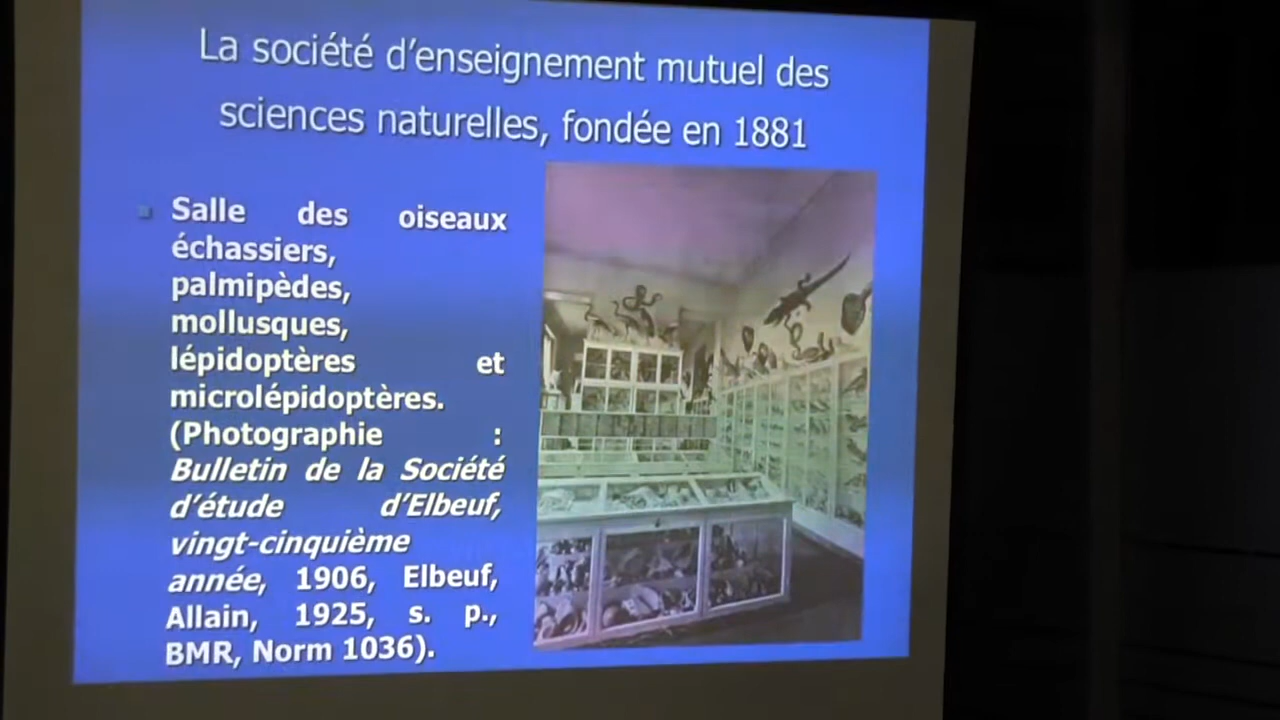 La société d'enseignement mutuel des
sciences naturelles, fondée en 1881
Salle des oiseaux
échassiers,
palmipèdes,
mollusques,
lépidoptères et
microlépidoptères.
(Photographie :
Bulletin de la Société
d'étude d'Elbeuf,
vingt-cinquième
année, 1906, Elbeuf,
Allain, 1925, s. p.,
BMR, Norm 1036).